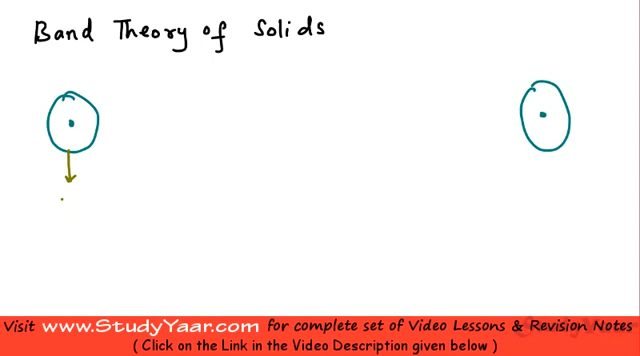 Band Theory of Solids
Visit www.StudyYaar.com for complete set of Video Lessons & Revision Notes
( Click on the Link in the Video Description given below )